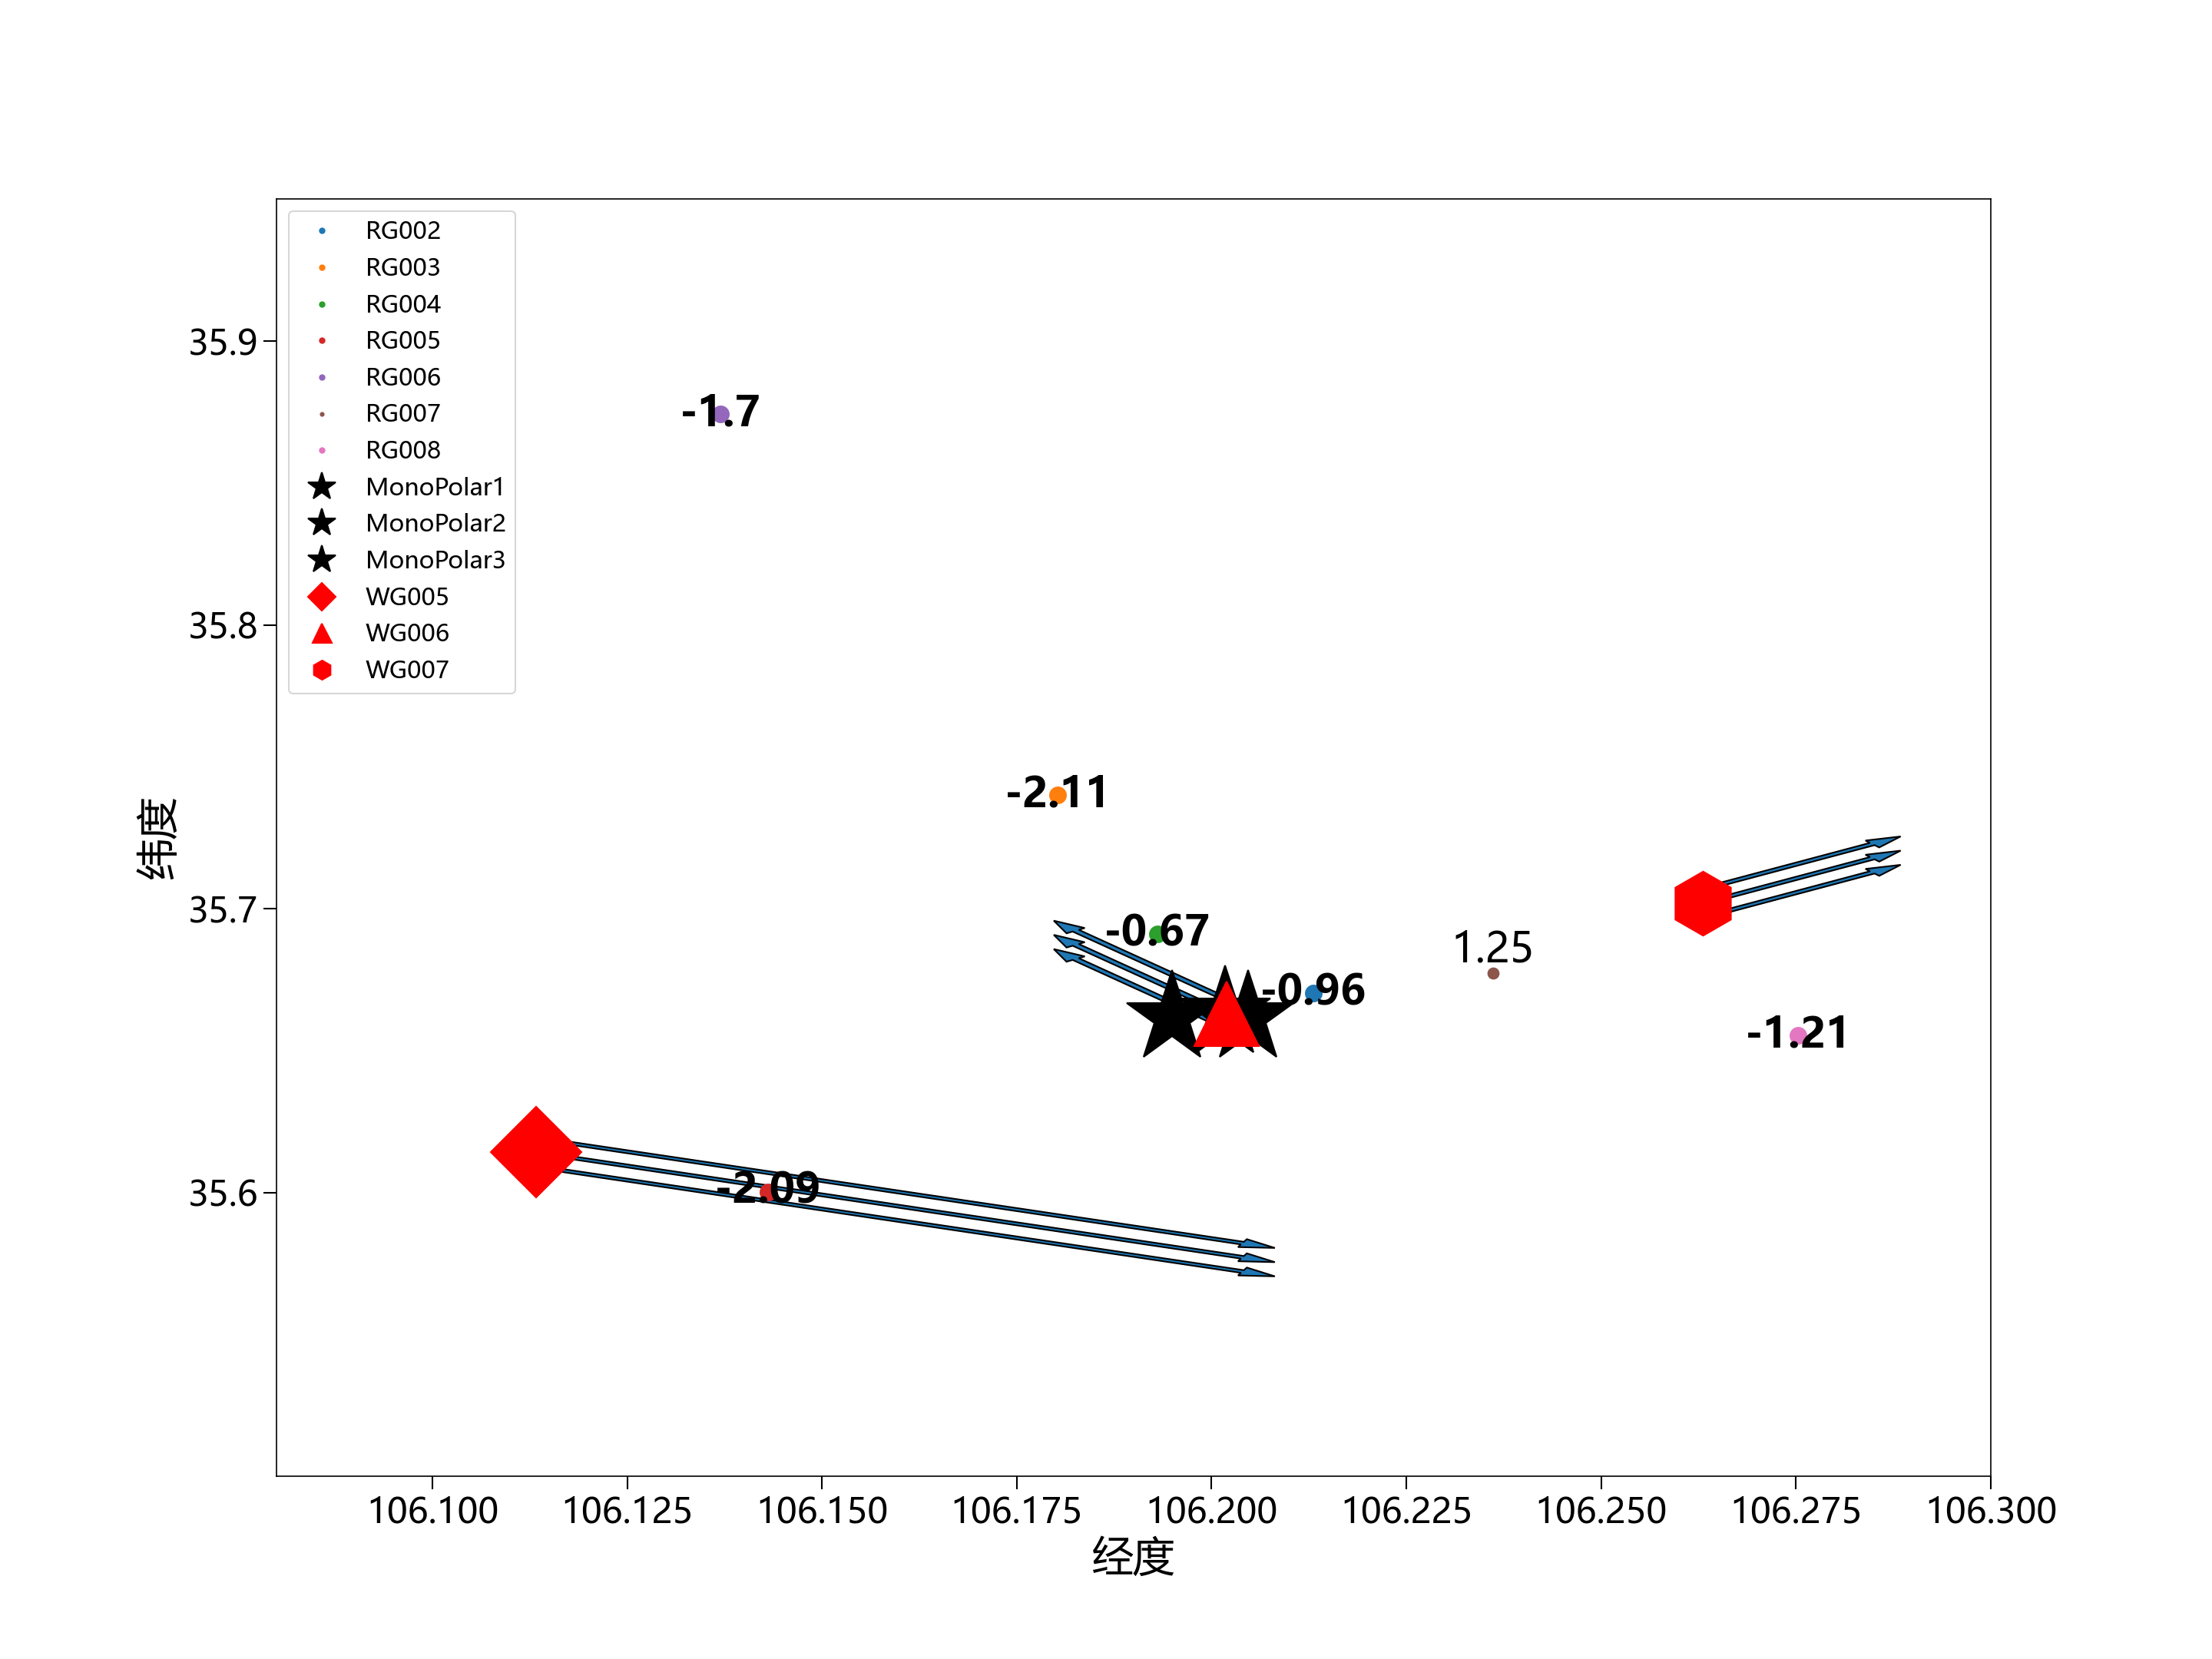 RG002
RG003
RG004
RG005
RG006
RG007
RG008
MonoPolar1
MonoPolar2
MonoPolar3
WG005
WG006
WG007
35.9
35.8
35.7
35.6
纬度
-1.7
-2.11
-0.67
1.25
-0.96
-1.21
-2.09
106.100
106.125
106.150
106.175
106.200
106.225
106.250
106.275
106.300
经度